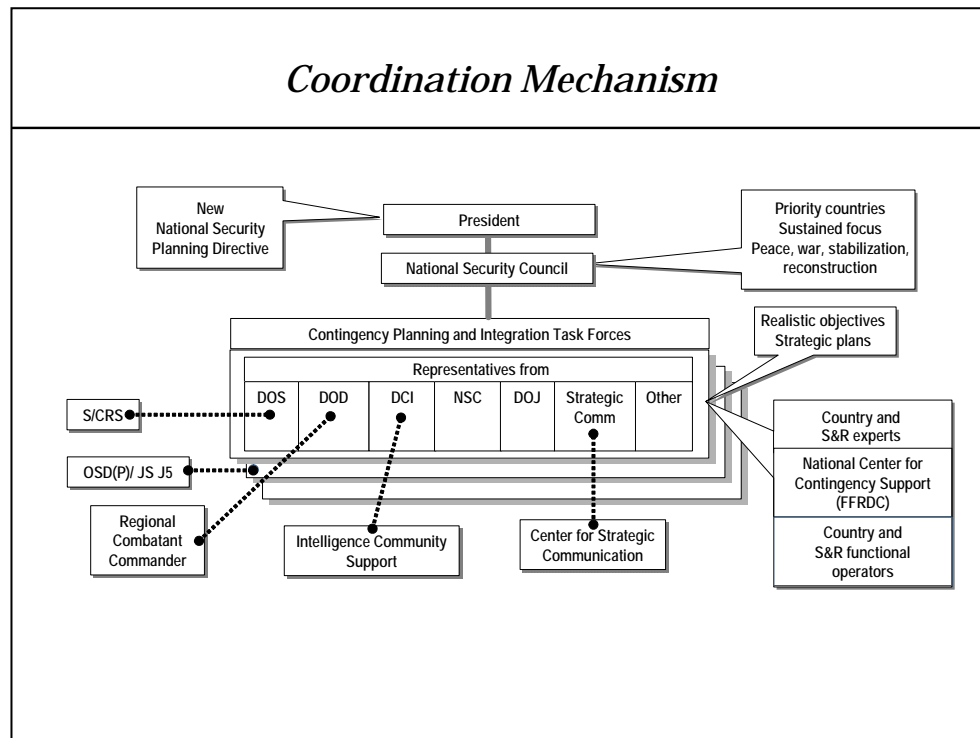 Coordination Mechanism
New
National Security
Planning Directive
President
Priority countries
Sustained focus
Peace, war, stabilization,
reconstruction
National Security Council
Contingency Planning and Integration Task Forces
Realistic objectives
Strategic plans
Representatives from
DOS DOD DCI NSC DOJ Strategic Other
Comm
S/CRS
OSD(P)/ JS J5
Regional
Combatant
Commander
Intelligence Community
Support
Center for Strategic
Communication
Country and
S&R experts
National Center for
Contingency Support
(FFRDC)
Country and
S&R functional
operators